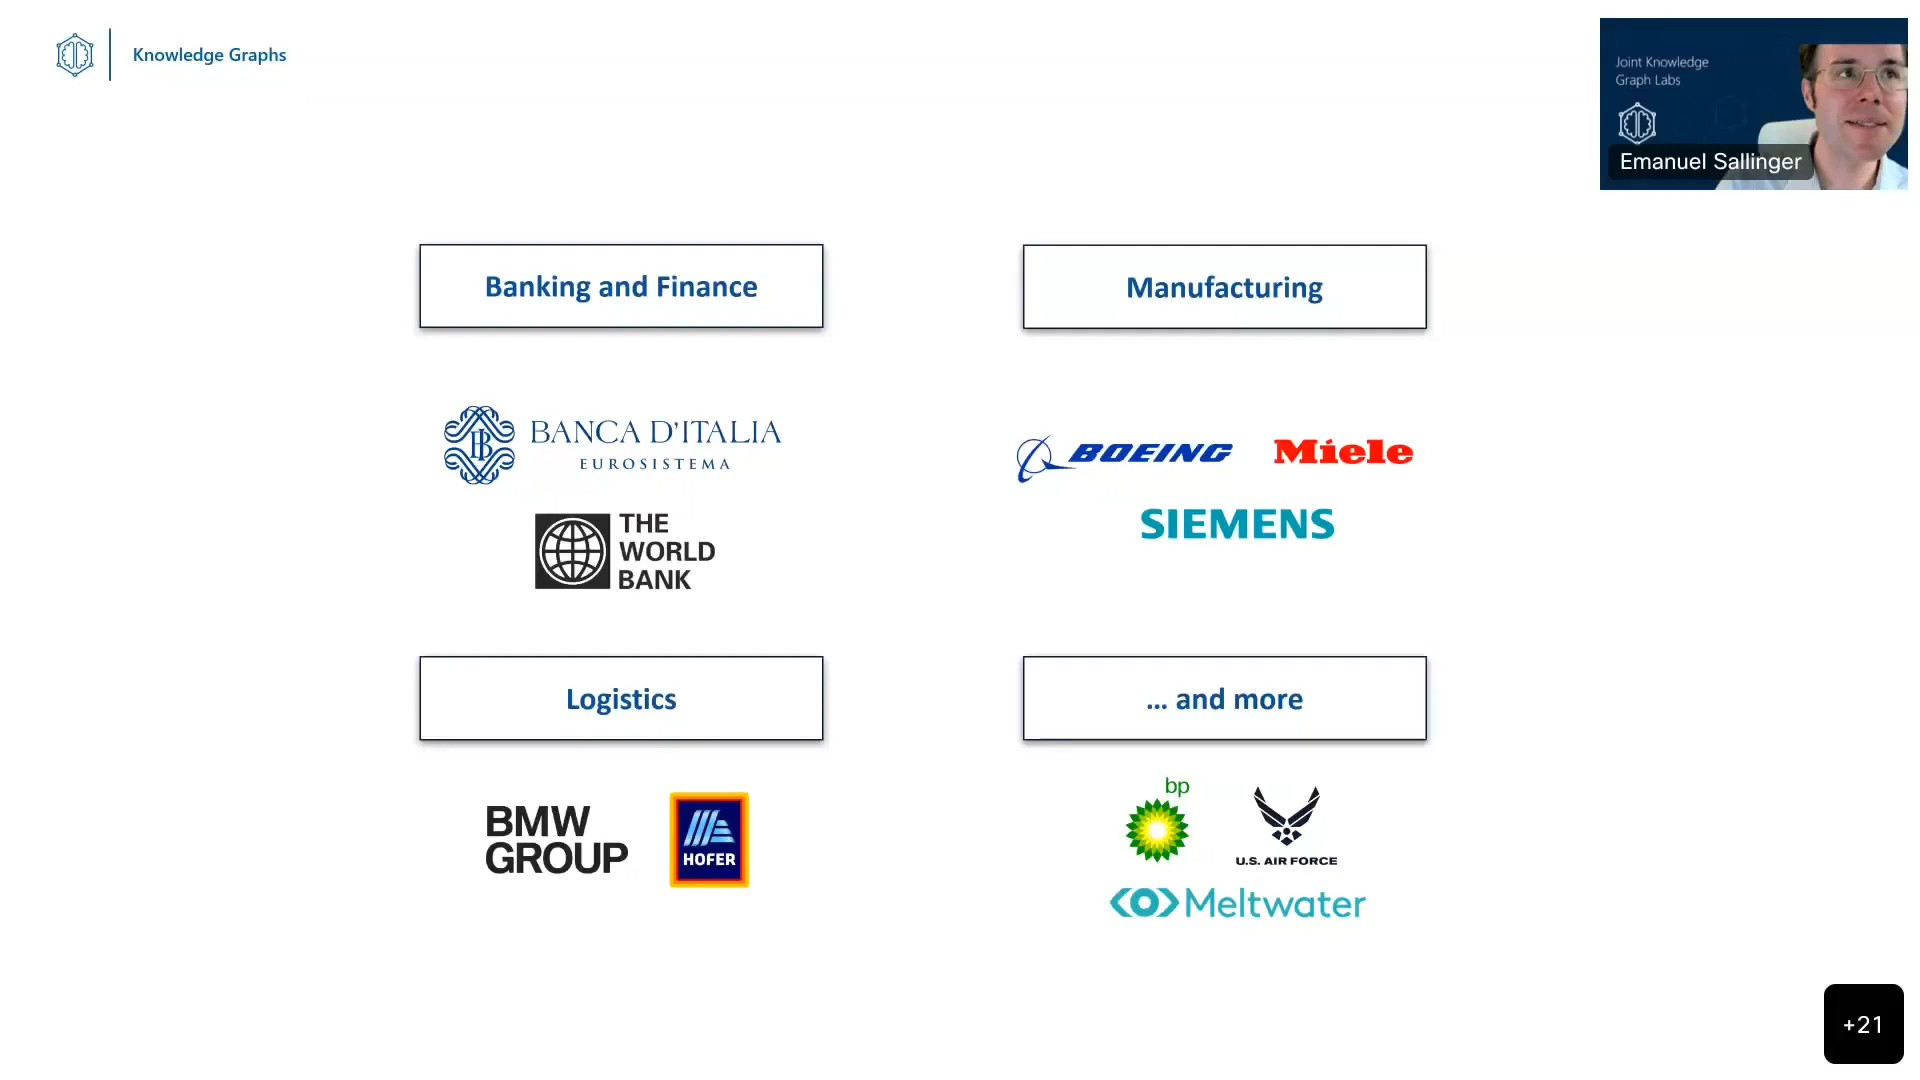 Knowledge Graphs
Joint Knowledge
Graph Labs
Emanuel Sallinger
Banking and Finance
Manufacturing
BANCA D'ITALIA
EUROSISTEMA
BOEING
Miele
THE
WORLD
BANK
SIEMENS
Logistics
... and more
BMW
GROUP
HOFER
bp
U.S. AIR FORCE
Meltwater
+21